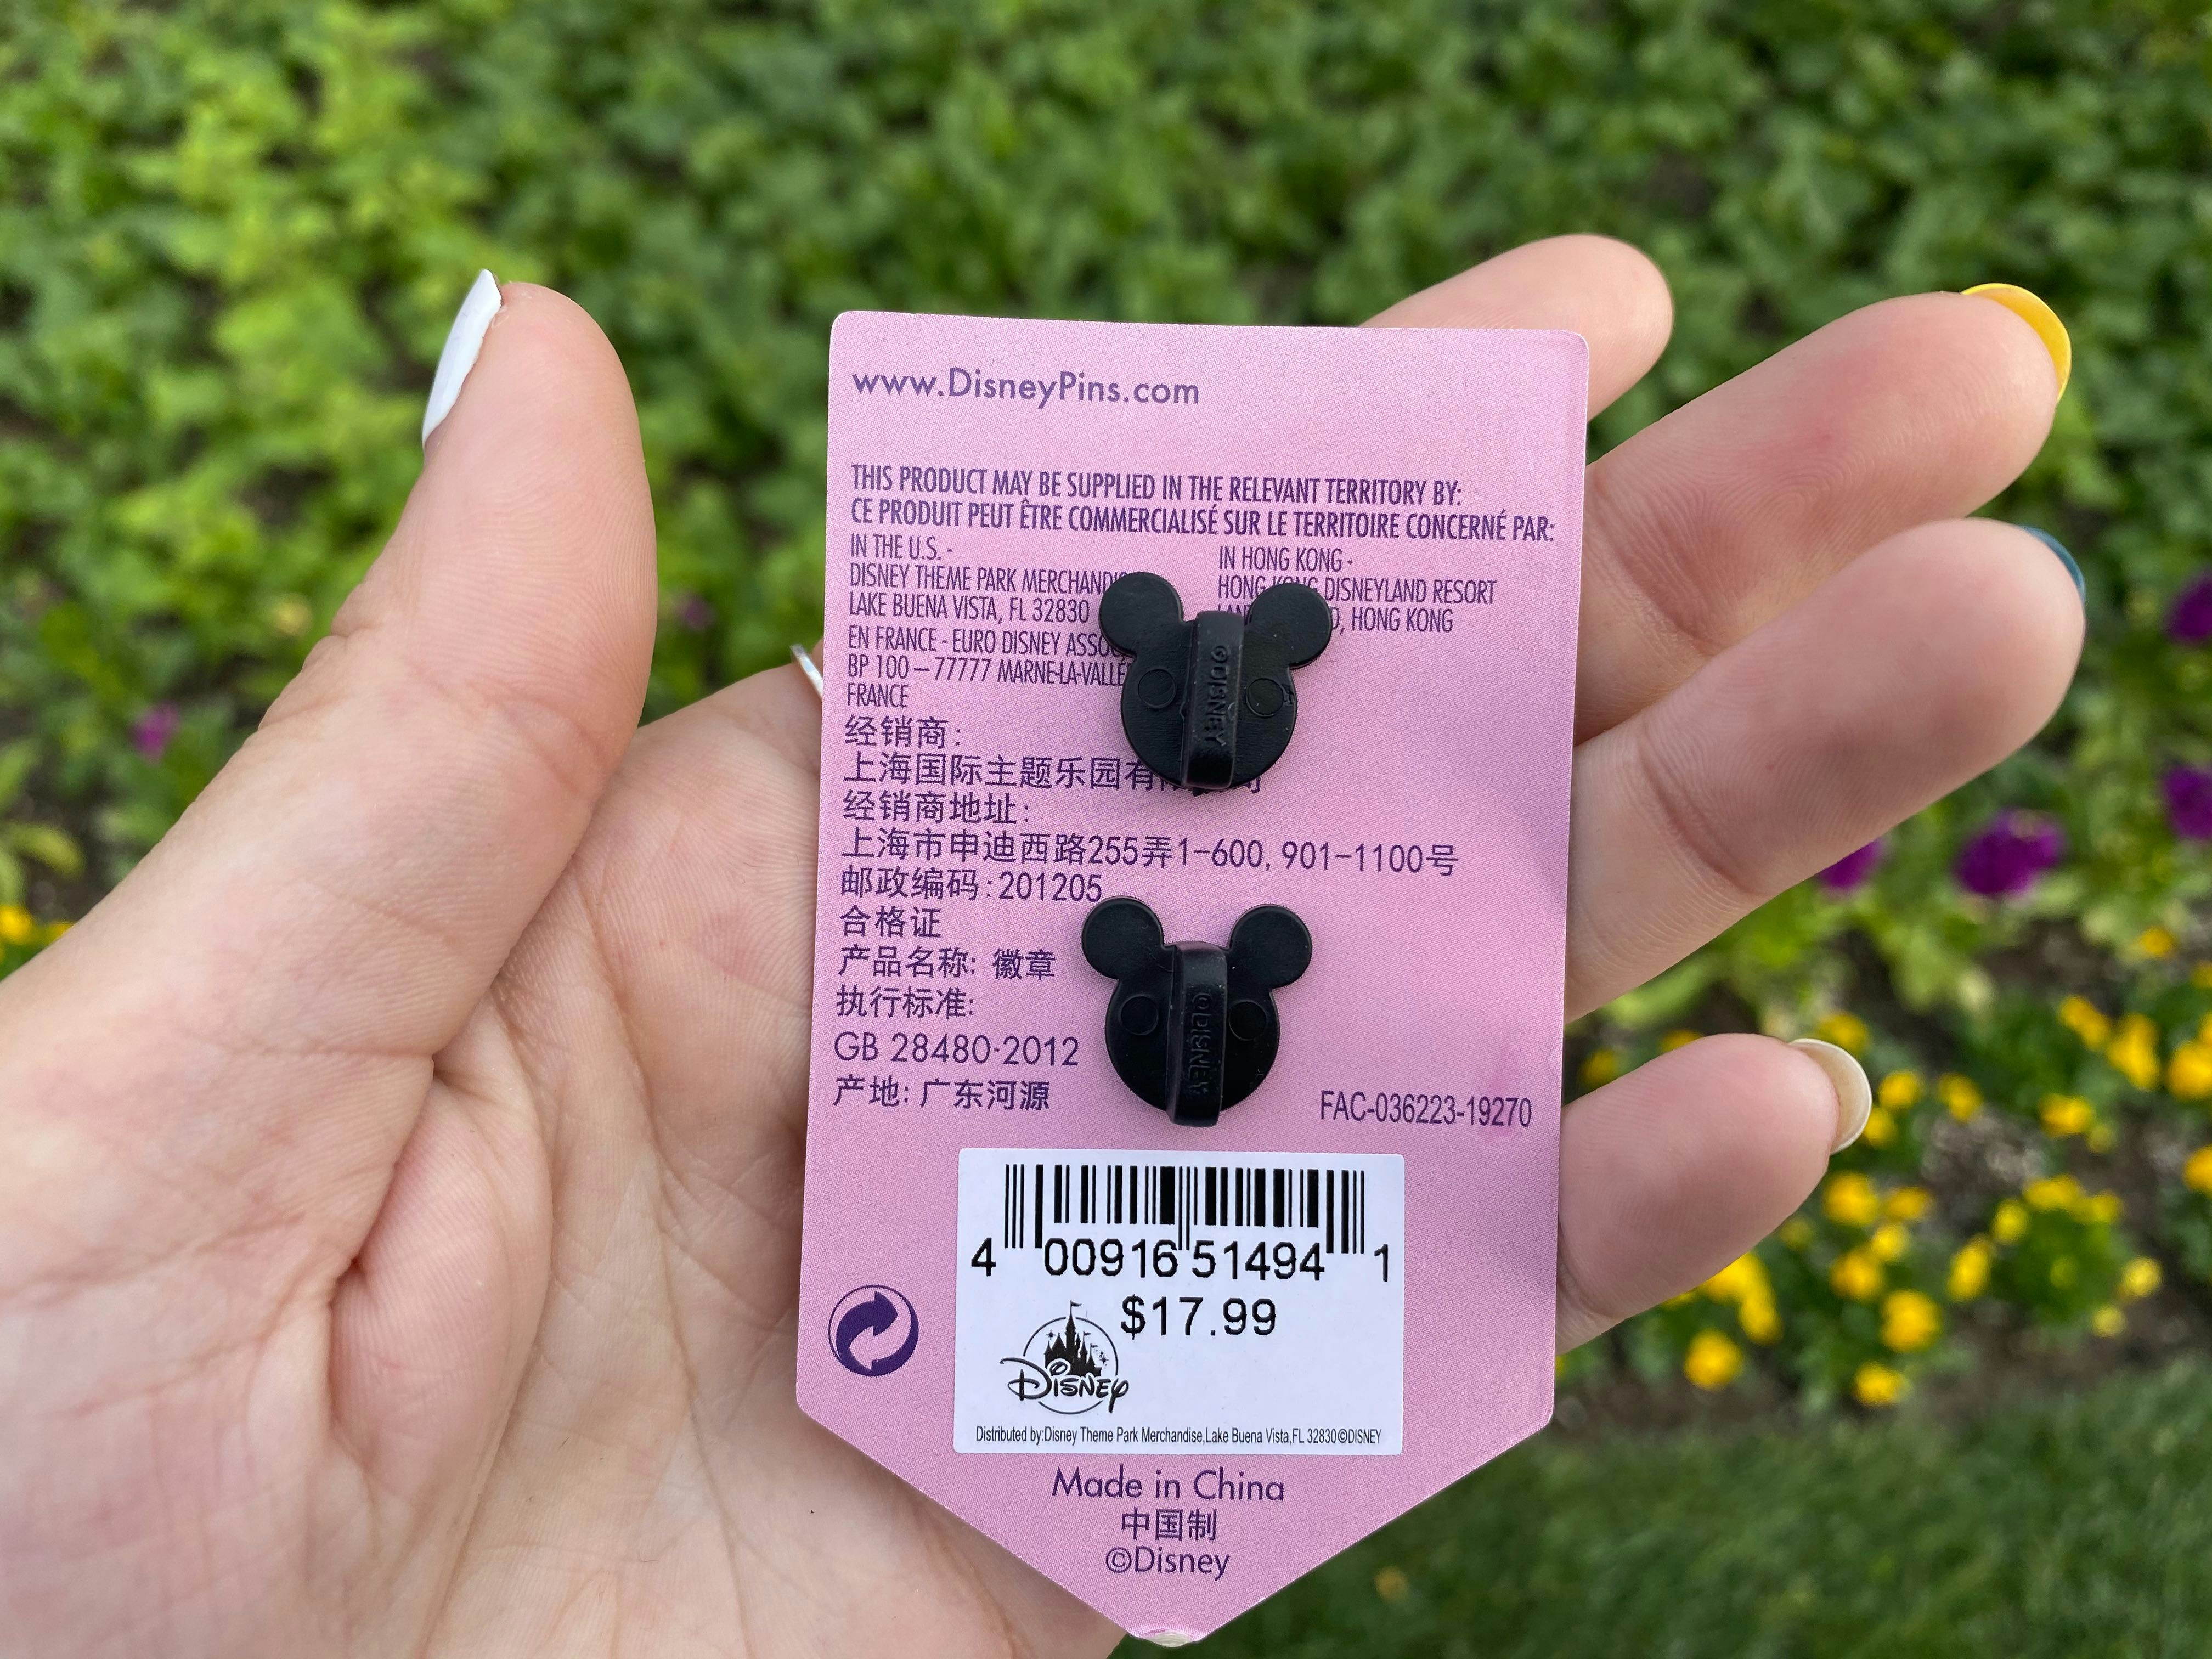 www.DisneyPins.com
THIS PRODUCT MAY BE SUPPLIED IN THE RELEVANT TERRITORY BY:
CE PRODUIT PEUT ÊTRE COMMERCIALISÉ SUR LE TERRITOIRE CONCERNÉ PAR:
IN THE U.S. -
DISNEY THEME PARK
LAKE BUENA VISTA, FL 32830
EN FRANCE - EURO DISNEY
BP 100 – 77777
FRANCE
IN HONG KONG -
HONG KONG DISNEYLAND RESORT
HONG KONG
经销商:
上海国际主题乐园有
经销商地址:
上海市申迪西路255弄1-600, 901-1100号
邮政编码:201205
合格证
产品名称: 徽章
执行标准:
GB 28480-2012
产地: 广东河源
FAC-036223-19270
4 00916 51494 1
$17.99
Disney
Distributed by:Disney Theme Park Merchandise,Lake Buena Vista,FL 32830©DISNEY
Made in China
中国制
©Disney
©DISNEY
©DISNEY